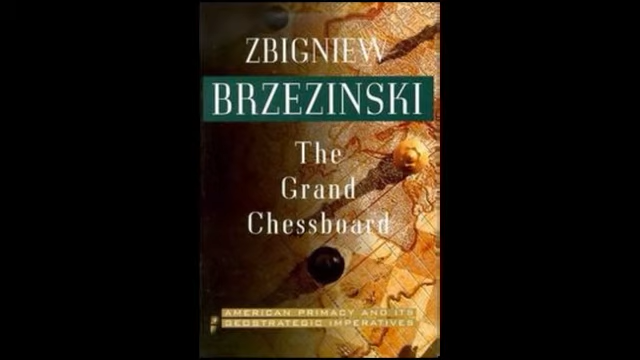 ZBIGNIEW
BRZEZINSKI
The
Grand
Chessboard
AMERICAN PRIMACY AND ITS
GEOSTRATEGIC IMPERATIVES